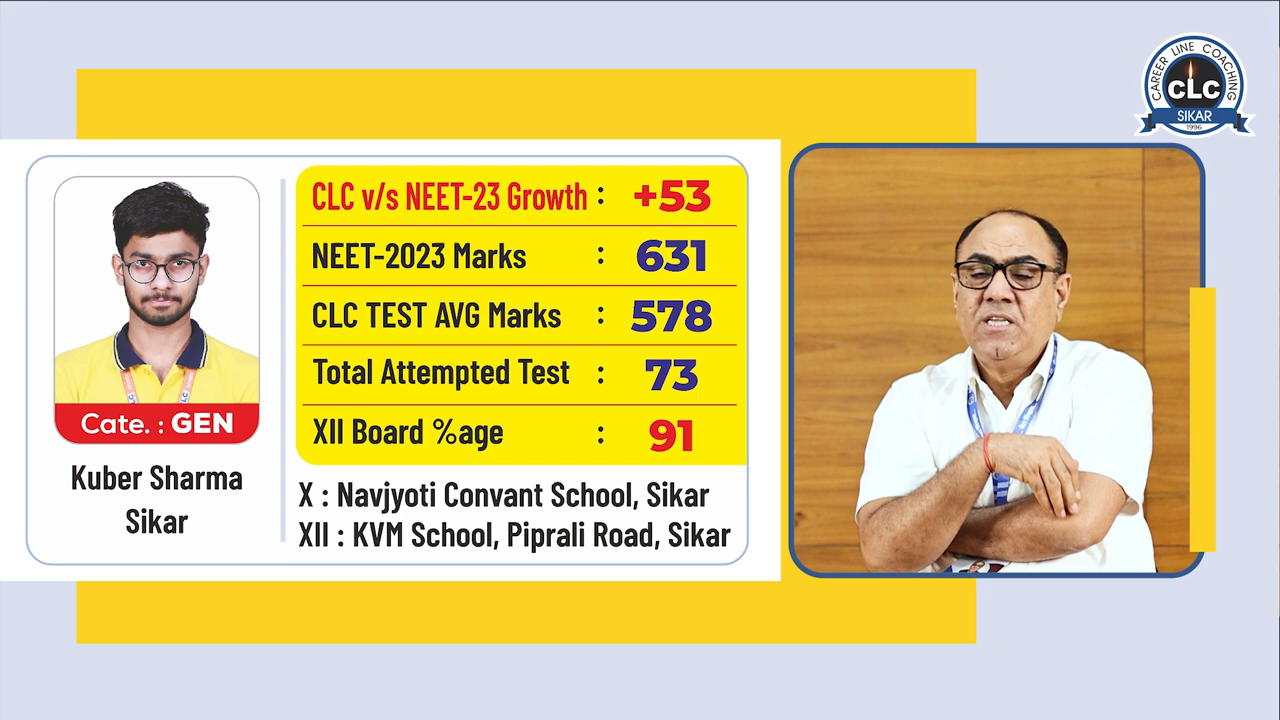 CAREER LINE COACHING
CLC
SIKAR
1996
CLC v/s NEET-23 Growth : +53
NEET-2023 Marks : 631
CLC TEST AVG Marks : 578
Total Attempted Test : 73
XII Board %age : 91
Cate. : GEN
Kuber Sharma
Sikar
X : Navjyoti Convant School, Sikar
XII : KVM School, Piprali Road, Sikar